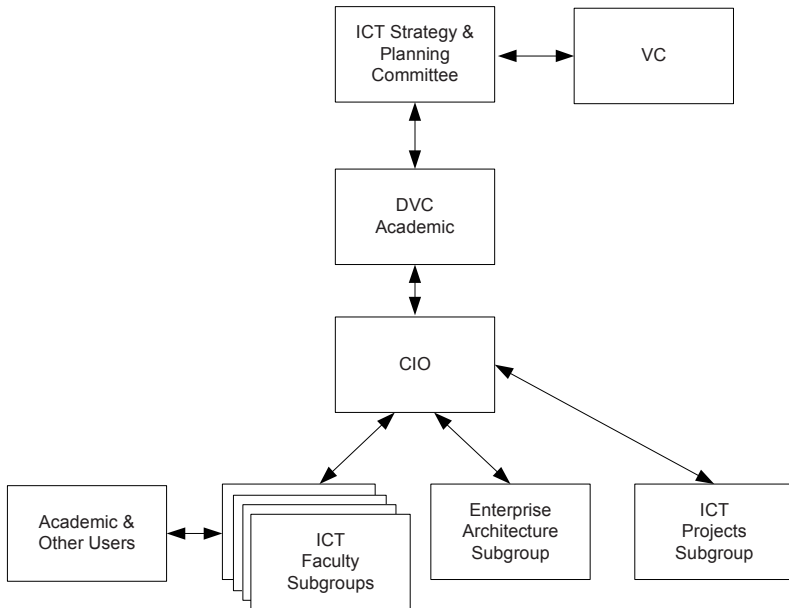 ICT Strategy &
Planning
Committee
VC
DVC
Academic
CIO
Academic &
Other Users
ICT
Faculty
Subgroups
Enterprise
Architecture
Subgroup
ICT
Projects
Subgroup